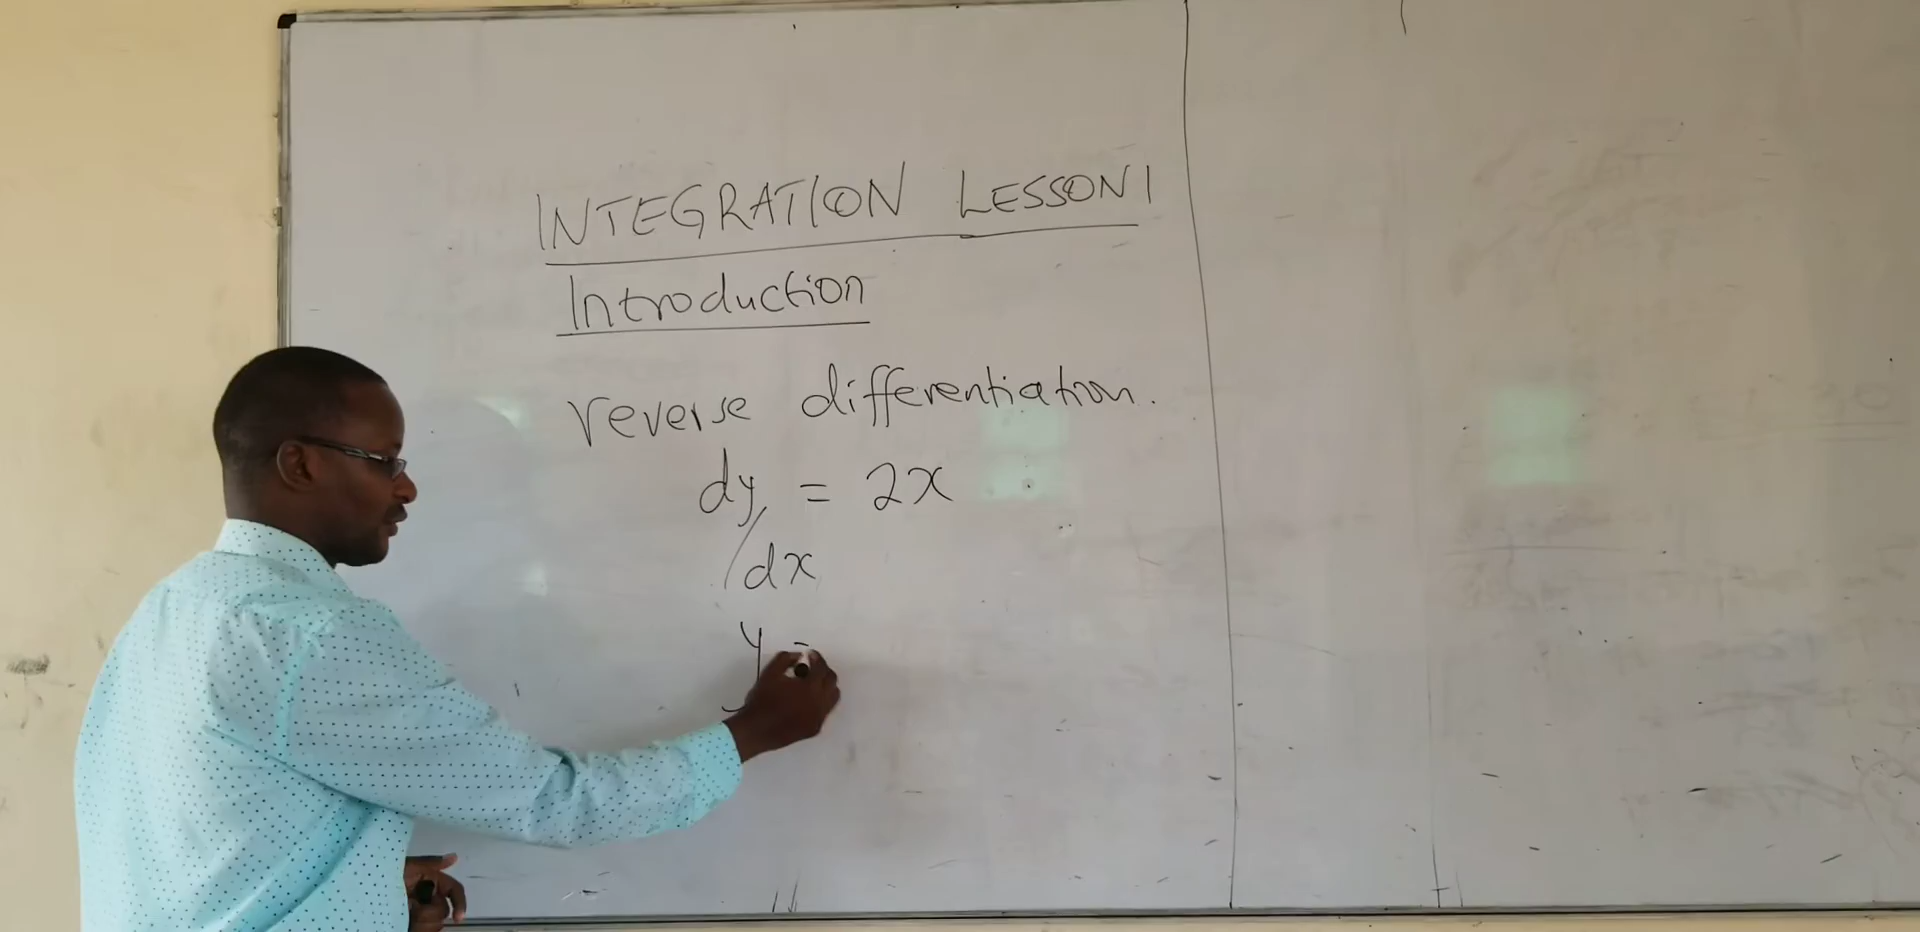 INTEGRATION LESSON 1
Introduction
reverse differentiation.
dy/dx = 2x
y =